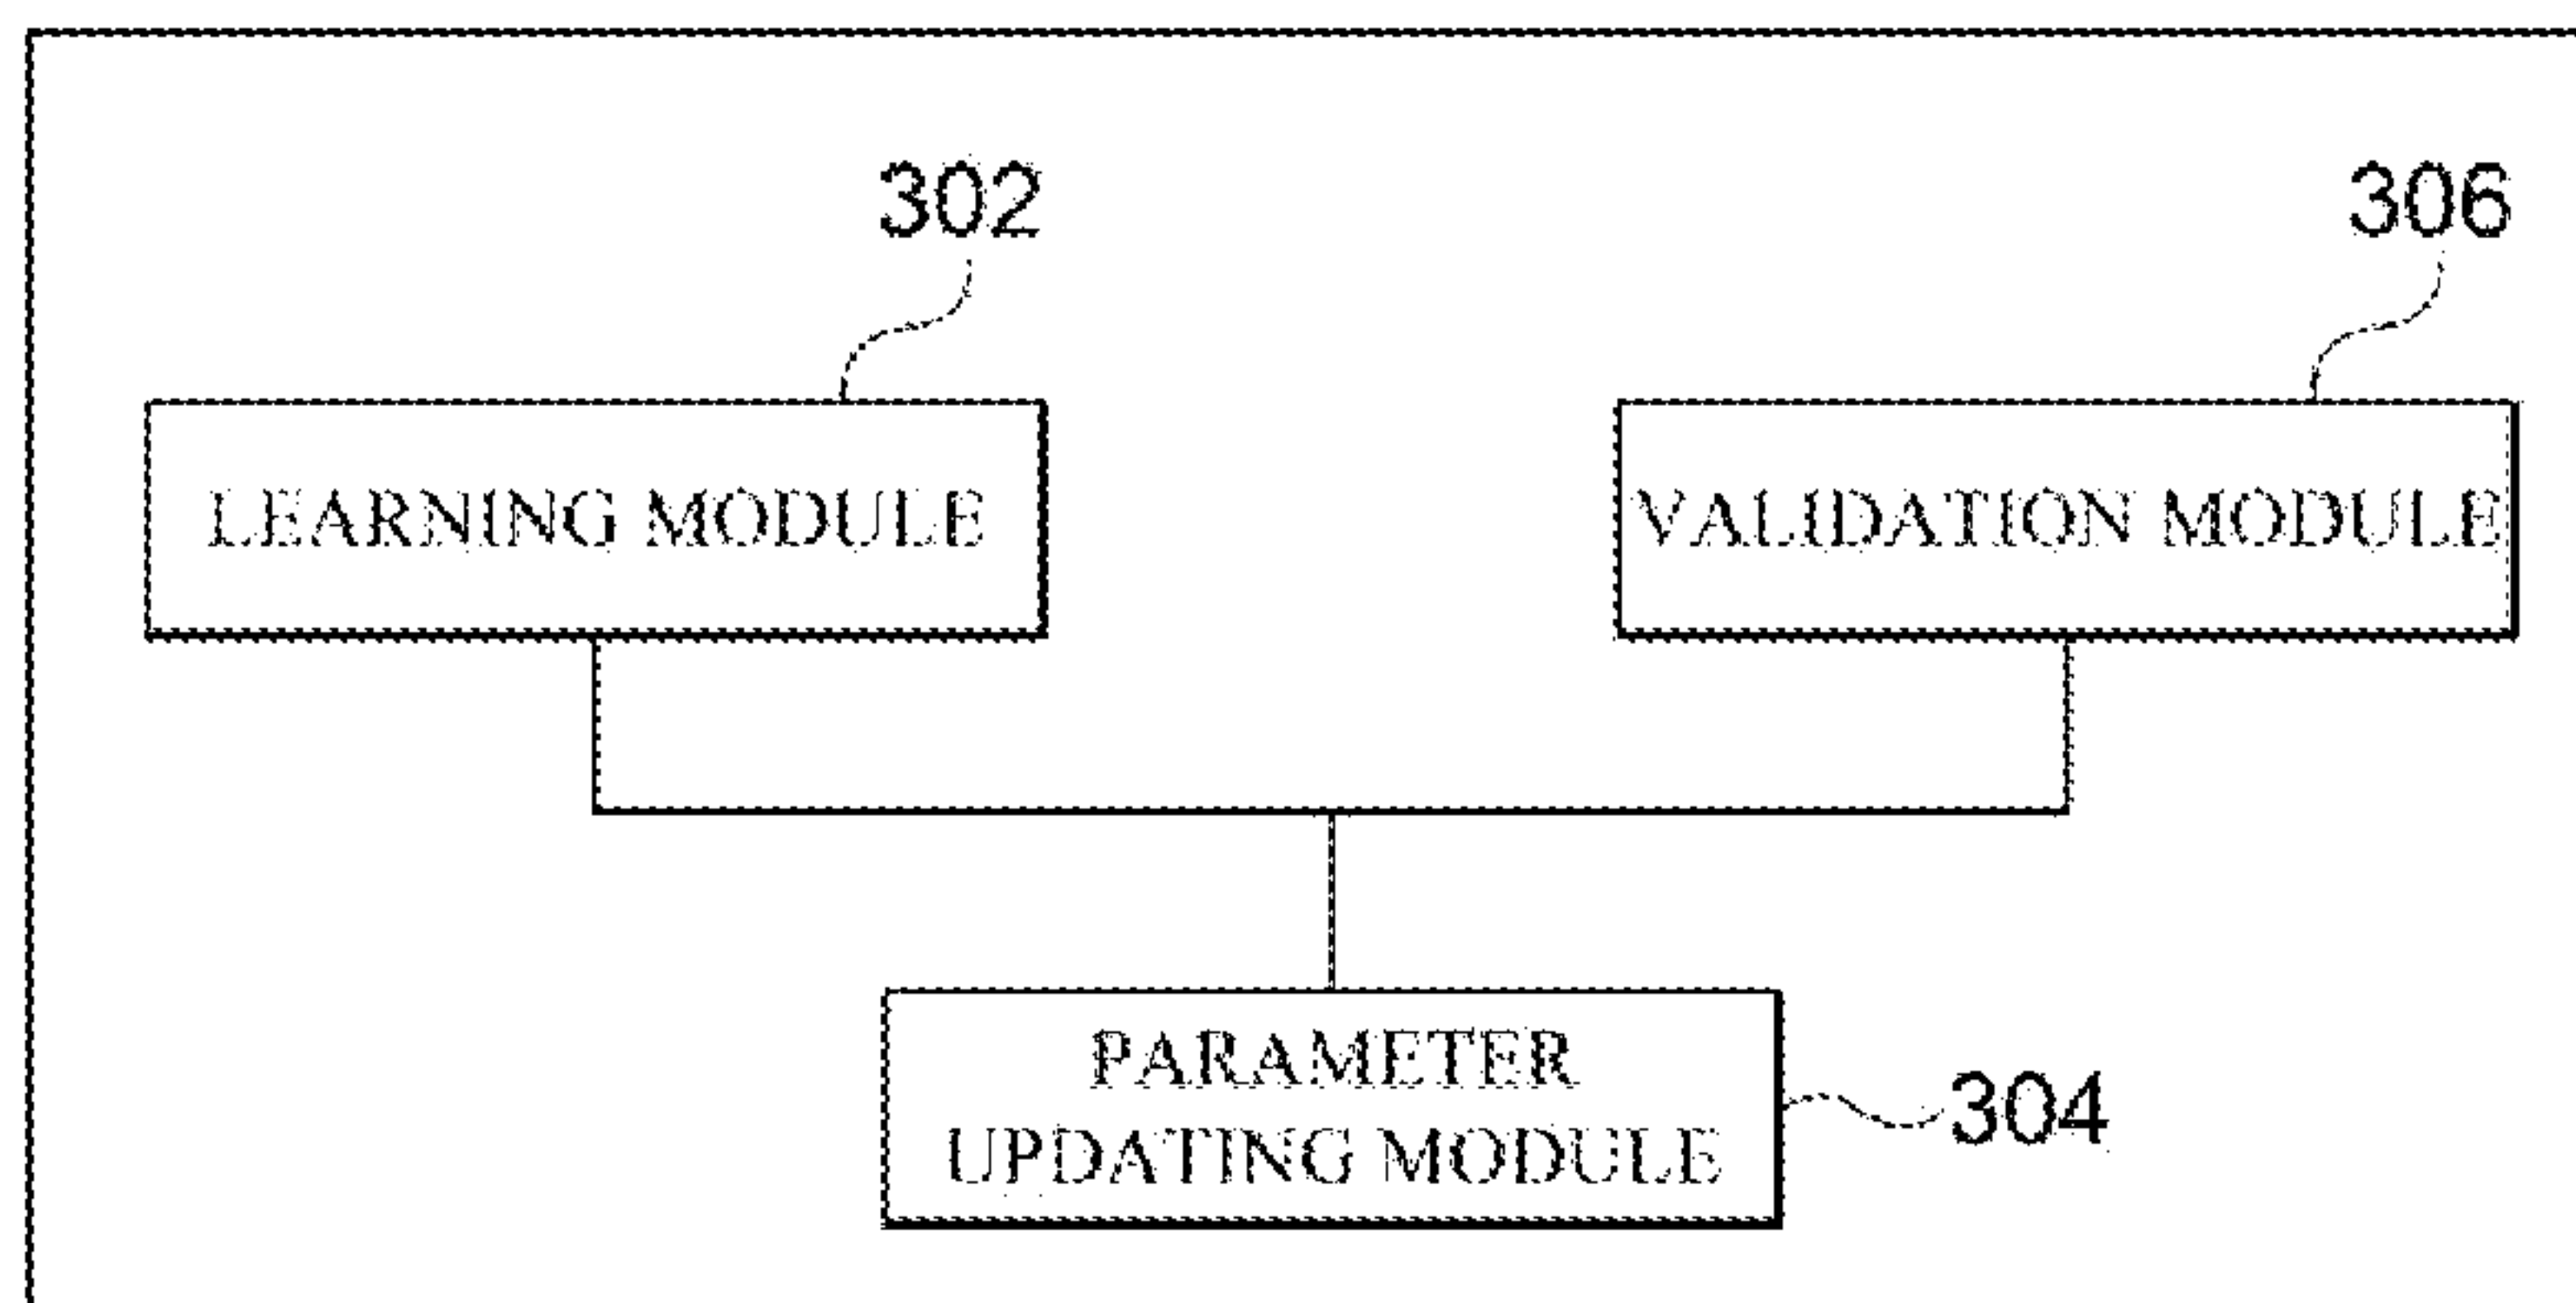 302
306
LEARNING MODULE
VALIDATION MODULE
PARAMETER
UPDATING MODULE
304